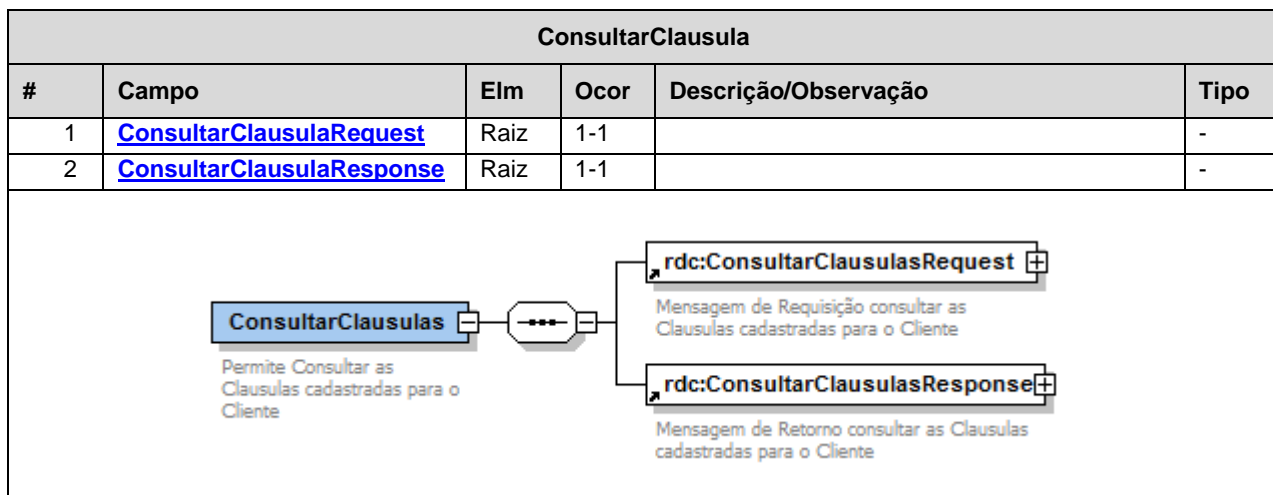 ConsultarClausula
# Campo Elm Ocor Descrição/Observação Tipo
1 ConsultarClausulaRequest Raiz 1-1 -
2 ConsultarClausulaResponse Raiz 1-1 -
rdc:ConsultarClausulasRequest
Mensagem de Requisição consultar as
Clausulas cadastradas para o Cliente
ConsultarClausulas
Permite Consultar as
Clausulas cadastradas para o
Cliente
rdc:ConsultarClausulasResponse
Mensagem de Retorno consultar as Clausulas
cadastradas para o Cliente